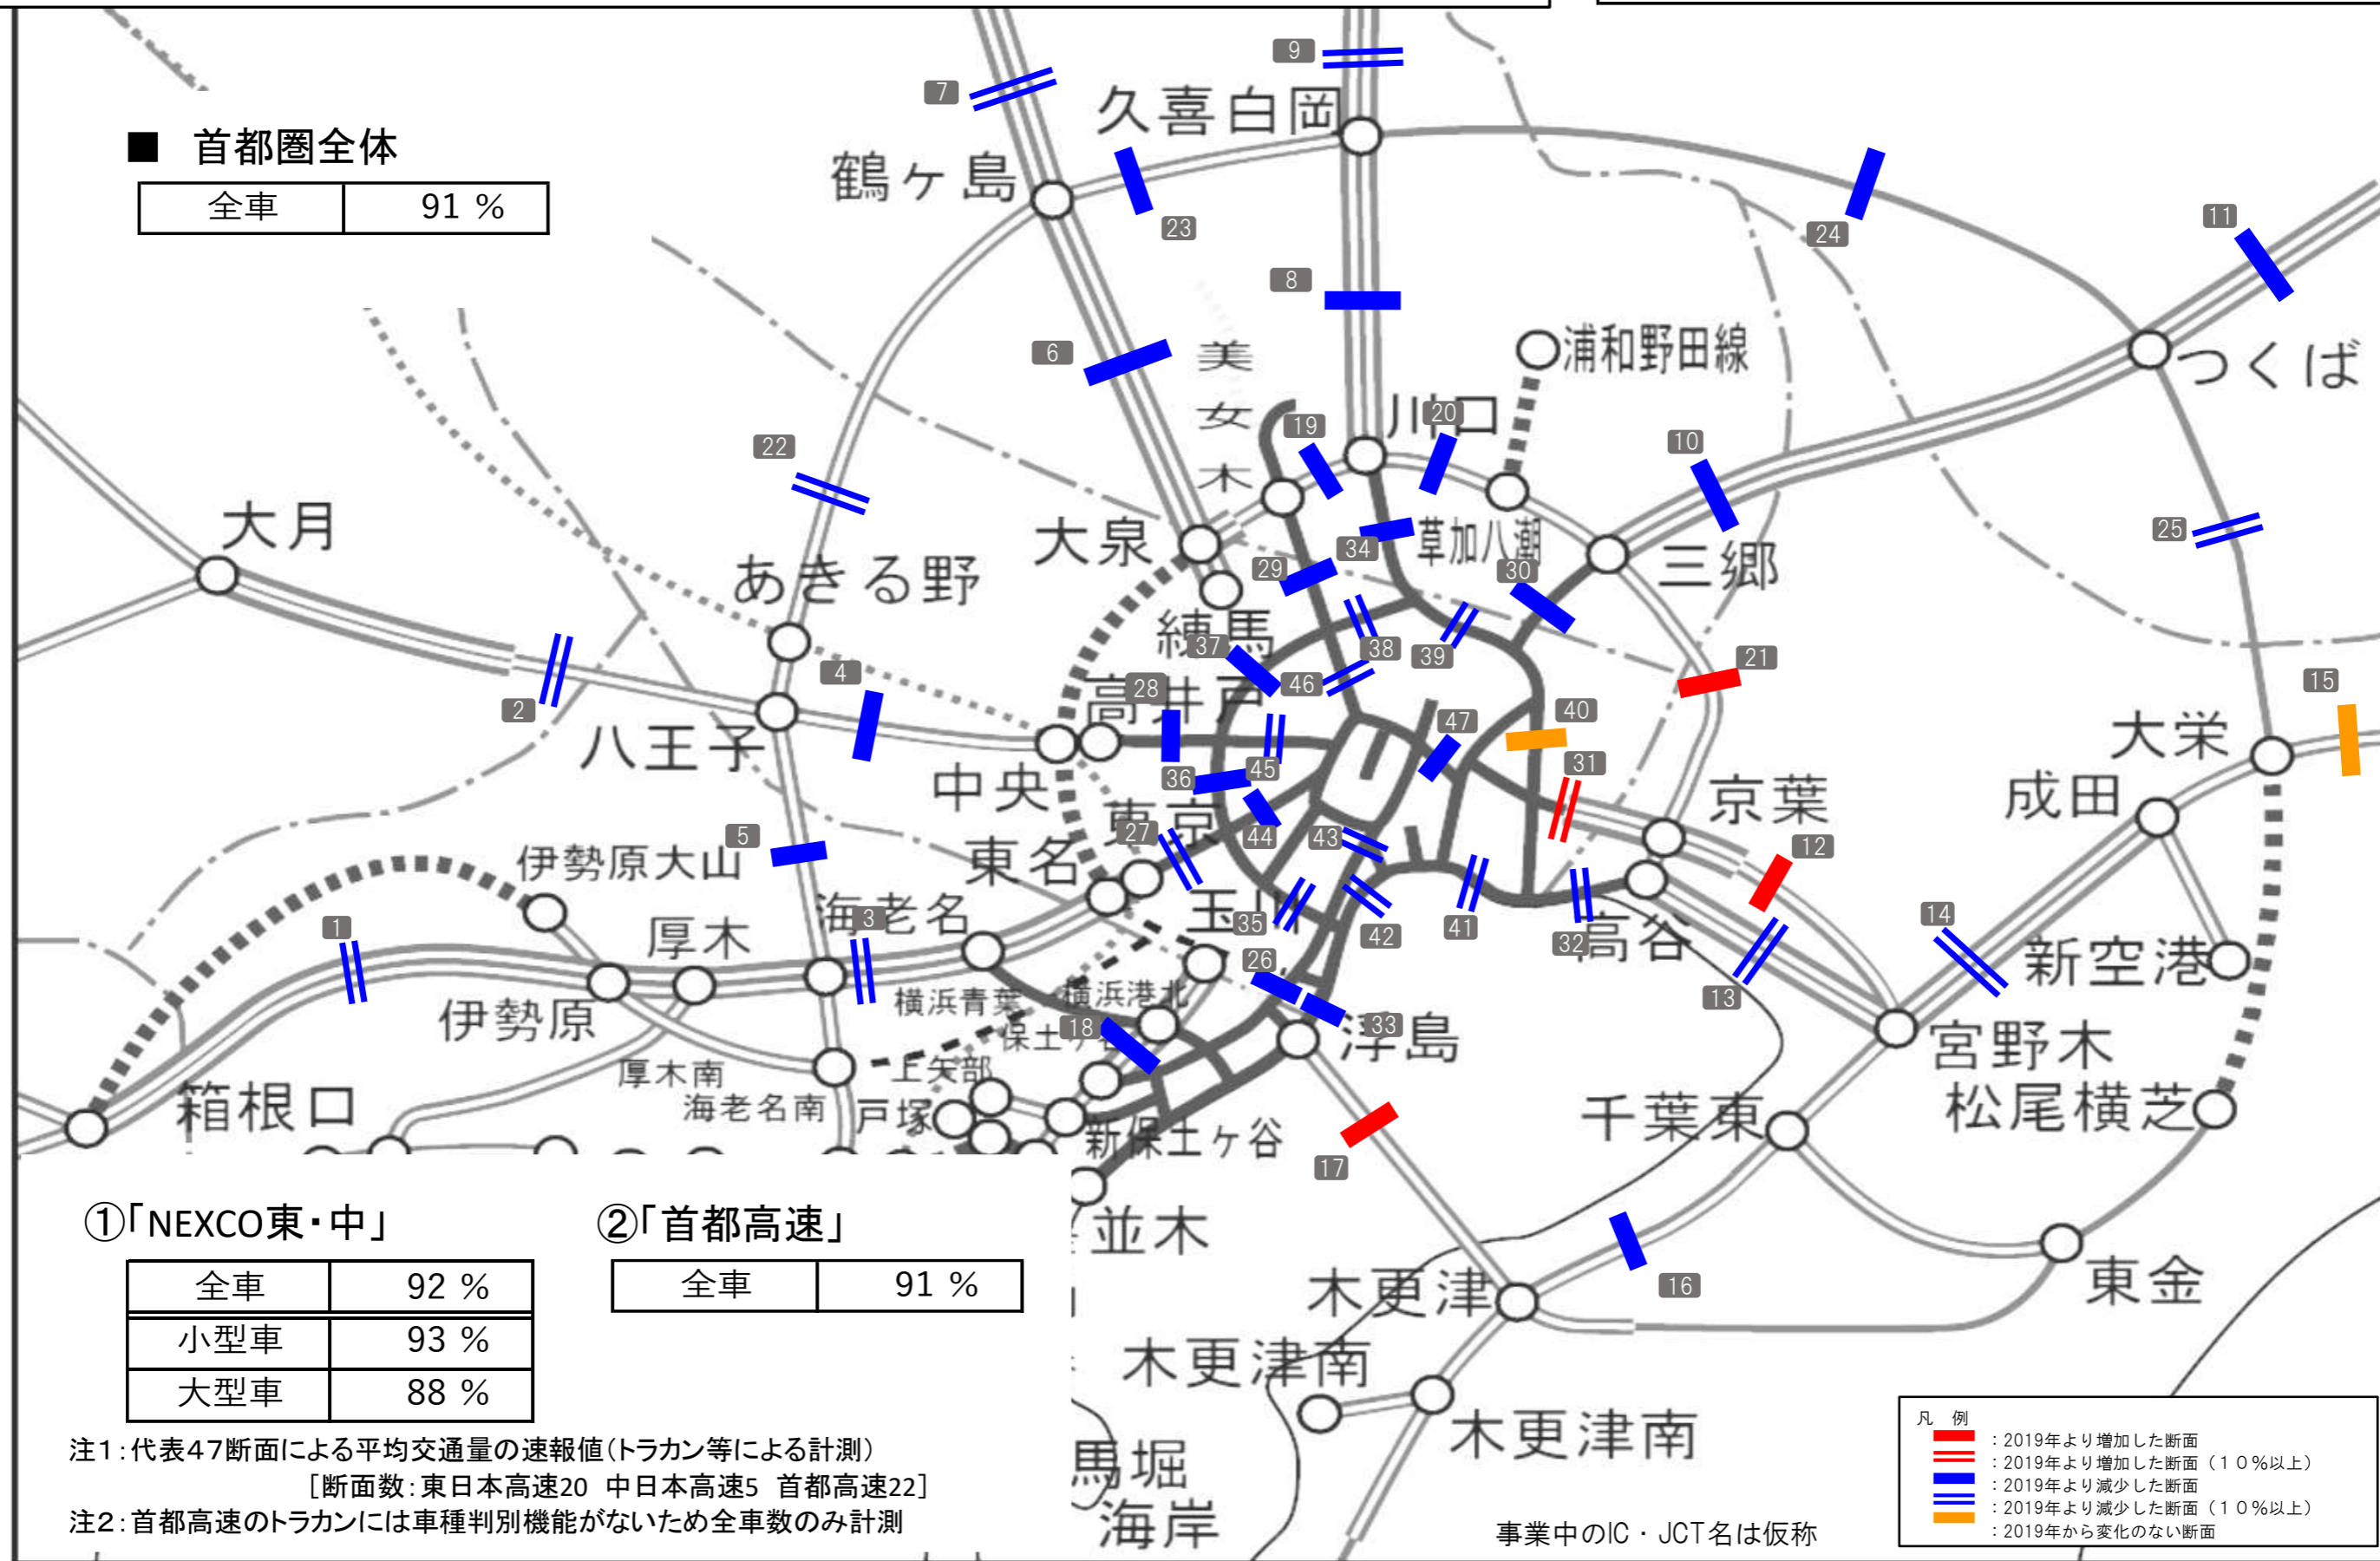 9
7
久喜白岡
■ 首都圏全体
全車 91 %
鶴ヶ島
23
24
11
8
6
美女木
浦和野田線
つくば
川口
19
20
10
22
大月
大泉
34
草加八潮
三郷
25
あきる野
29
30
練馬
37
38
39
21
4
28
高井戸
46
40
15
2
47
大栄
八王子
中央
36
45
31
京葉
成田
東京
5
27
44
43
12
伊勢原大山
東名
1
厚木
海老名
3
玉川
35
42
41
32
高谷
14
新空港
26
伊勢原
横浜青葉
横浜港北
13
18
保土ヶ谷
33
浮島
宮野木
厚木南
上矢部
箱根口
海老名南
戸塚
千葉東
松尾横芝
新保土ヶ谷
17
①「NEXCO東・中」
②「首都高速」
並木
全車 92 %
全車 91 %
小型車 93 %
大型車 88 %
木更津
16
東金
木更津南
木更津南
馬堀
海岸
注1:代表47断面による平均交通量の速報値(トラカン等による計測)
[断面数:東日本高速20 中日本高速5 首都高速22]
注2:首都高速のトラカンには車種判別機能がないため全車数のみ計測
事業中のIC・JCT名は仮称
凡 例
:2019年より増加した断面
:2019年より増加した断面(10%以上)
:2019年より減少した断面
:2019年より減少した断面(10%以上)
:2019年から変化のない断面